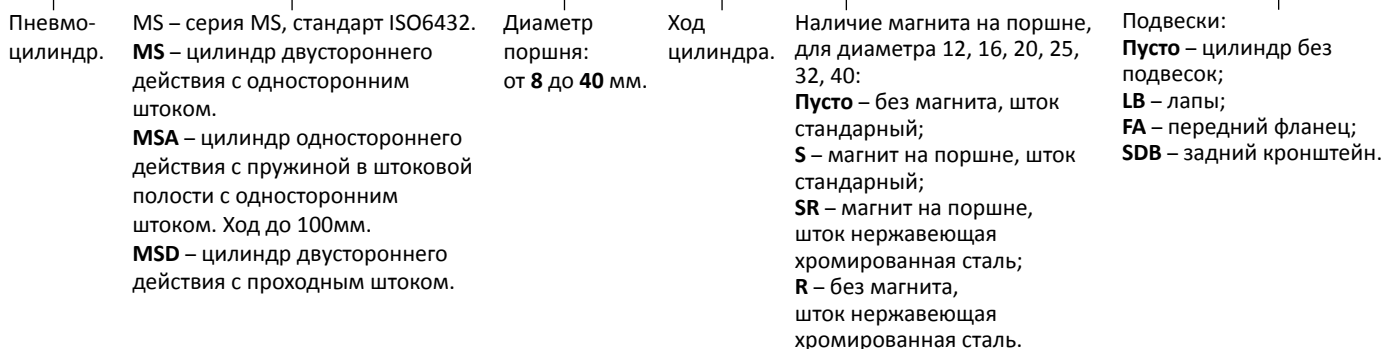 Пневмо-
цилиндр.
MS – серия MS, стандарт ISO6432.
MS – цилиндр двустороннего
действия с односторонним
штоком.
MSA – цилиндр одностороннего
действия с пружиной в штоковой
полости с односторонним
штоком. Ход до 100мм.
MSD – цилиндр двустороннего
действия с проходным штоком.
Диаметр
поршня:
от 8 до 40 мм.
Ход
цилиндра.
Наличие магнита на поршне,
для диаметра 12, 16, 20, 25,
32, 40:
Пусто – без магнита, шток
стандарный;
S – магнит на поршне, шток
стандарный;
SR – магнит на поршне,
шток нержавеющая
хромированная сталь;
R – без магнита,
шток нержавеющая
хромированная сталь.
Подвески:
Пусто – цилиндр без
подвесок;
LB – лапы;
FA – передний фланец;
SDB – задний кронштейн.